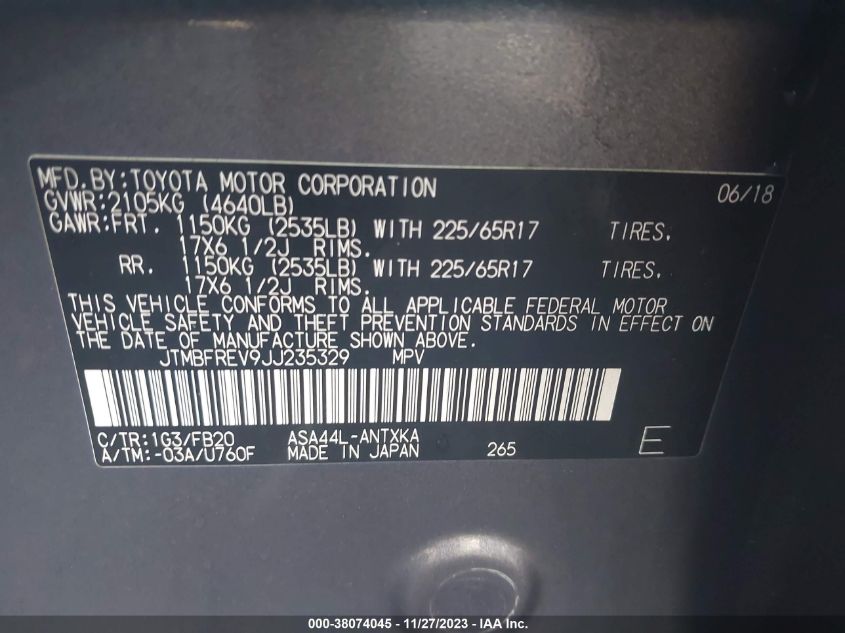 MFD.BY:TOYOTA MOTOR CORPORATION 06/18
GVWR:2105KG (4640LB)
GAWR:FRT. 1150KG (2535LB) WITH 225/65R17 TIRES.
17X6 1/2J RIMS.
RR. 1150KG (2535LB) WITH 225/65R17 TIRES.
17X6 1/2J RIMS.
THIS VEHICLE CONFORMS TO ALL APPLICABLE FEDERAL MOTOR
VEHICLE SAFETY AND THEFT PREVENTION STANDARDS IN EFFECT ON
THE DATE OF MANUFACTURE SHOWN ABOVE.
JTMBFREV9JJ235329 MPV
C/TR:1G3/FB20 ASA44L-ANTXKA
A/TM:-03A/U760F MADE IN JAPAN 265 E
000-38074045 - 11/27/2023 - IAA Inc.